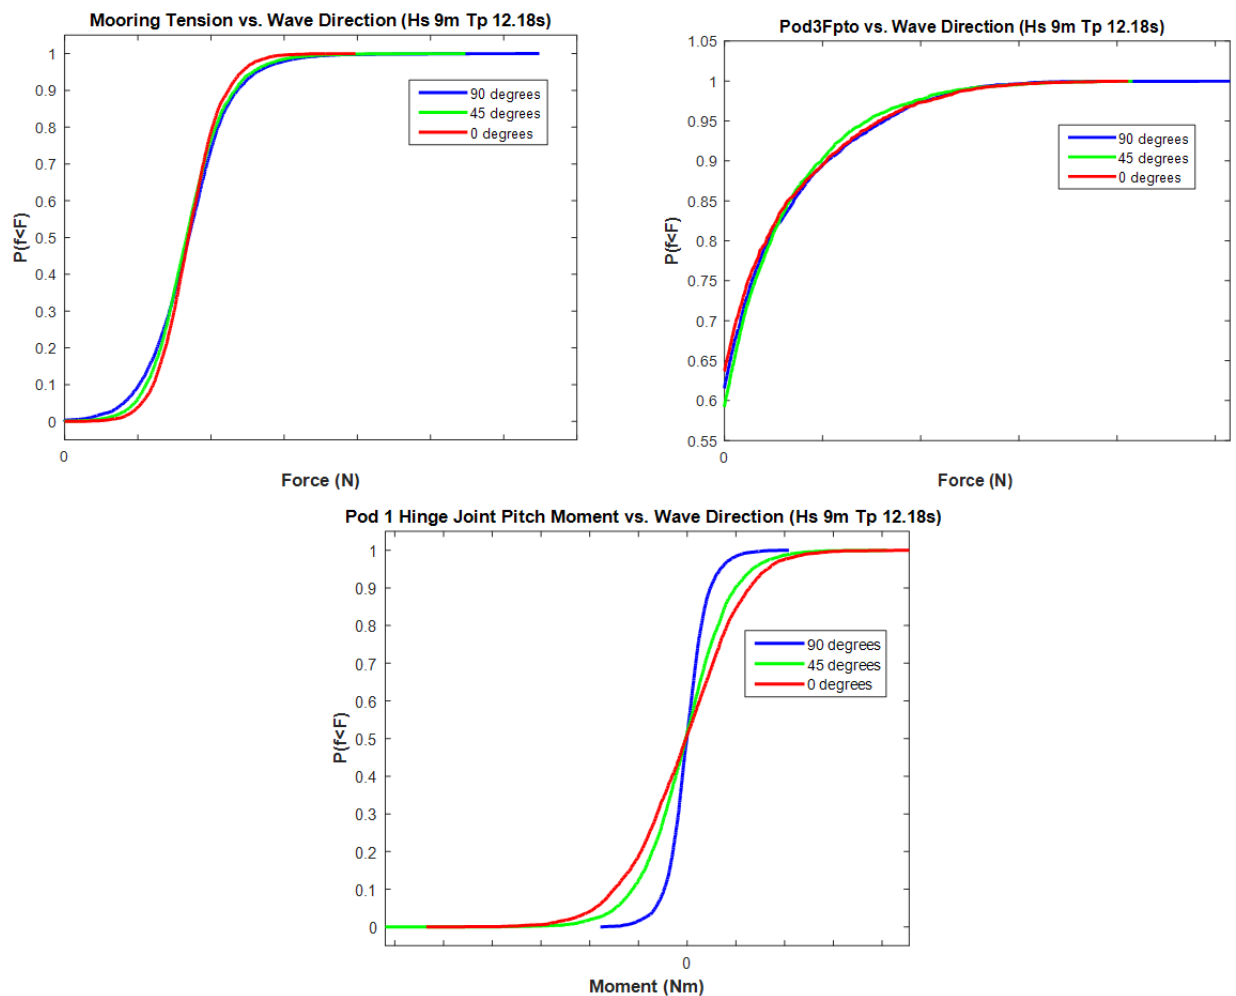 Mooring Tension vs. Wave Direction (Hs 9m Tp 12.18s)
1
0.9
0.8
0.7
0.6
0.5
0.4
0.3
0.2
0.1
0
P(f<F)
90 degrees
45 degrees
0 degrees
0
Force (N)
Pod3Fpto vs. Wave Direction (Hs 9m Tp 12.18s)
1.05
1
0.95
0.9
0.85
0.8
0.75
0.7
0.65
0.6
0.55
P(f<F)
90 degrees
45 degrees
0 degrees
0
Force (N)
Pod 1 Hinge Joint Pitch Moment vs. Wave Direction (Hs 9m Tp 12.18s)
1
0.9
0.8
0.7
0.6
0.5
0.4
0.3
0.2
0.1
0
P(f<F)
90 degrees
45 degrees
0 degrees
0
Moment (Nm)